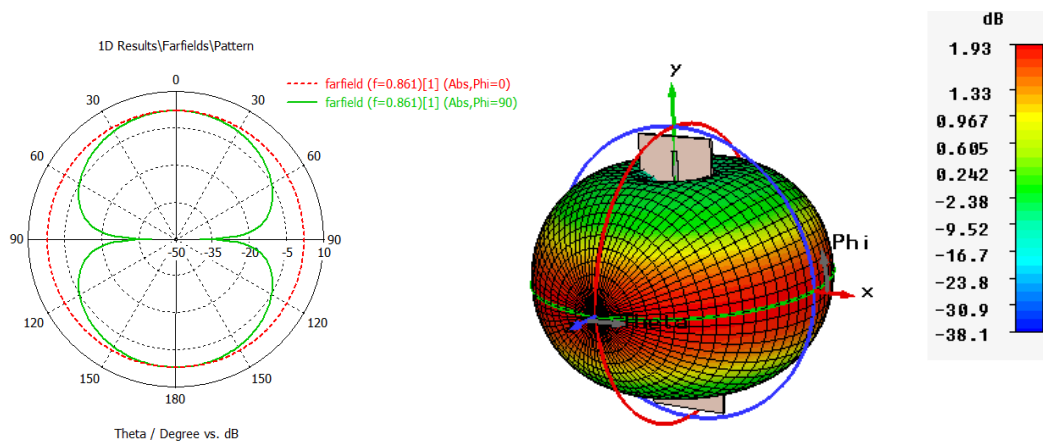 1D Results\Farfields\Pattern
farfield (f=0.861)[1] (Abs,Phi=0)
farfield (f=0.861)[1] (Abs,Phi=90)
0
30 30
60 60
90 -50 -35 -20 -5 10 90
120 120
150 150
180
Theta / Degree vs. dB
y
Phi
x
Theta
dB
1.93
1.33
0.967
0.605
0.242
-2.38
-9.52
-16.7
-23.8
-30.9
-38.1